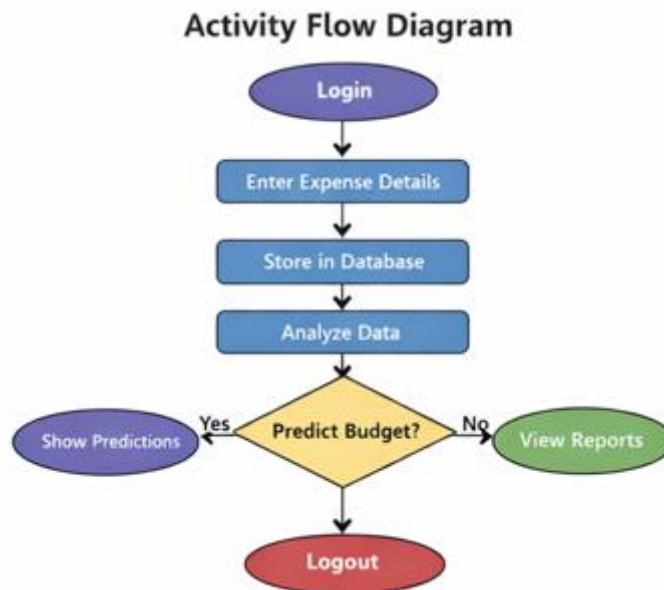 Activity Flow Diagram
Login
Enter Expense Details
Store in Database
Analyze Data
Predict Budget?
Yes
No
Show Predictions
View Reports
Logout